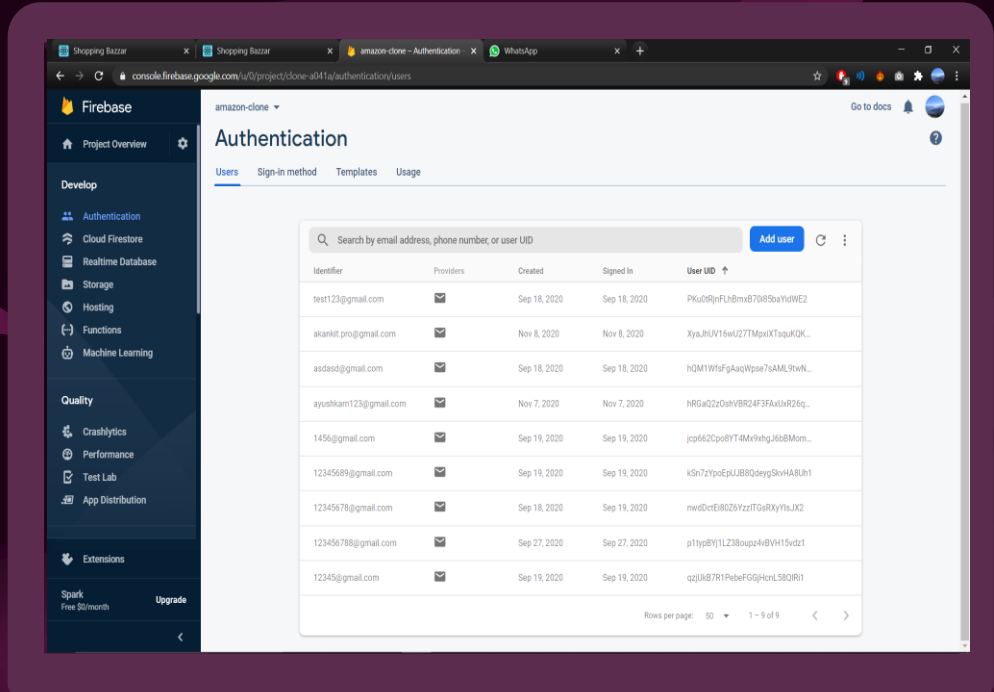 Shopping Bazzar
Shopping Bazzar
amazon-clone – Authentication -
WhatsApp
console.firebase.google.com/u/0/project/clone-a041a/authentication/users
Firebase
amazon-clone
Go to docs
Project Overview
Authentication
Users Sign-in method Templates Usage
Develop
Authentication
Cloud Firestore
Realtime Database
Storage
Hosting
Functions
Machine Learning
Quality
Crashlytics
Performance
Test Lab
App Distribution
Extensions
Spark
Free $0/month
Upgrade
Search by email address, phone number, or user UID
Add user
Identifier Providers Created Signed In User UID
test123@gmail.com Sep 18, 2020 Sep 18, 2020
akankit.pro@gmail.com Nov 8, 2020 Nov 8, 2020
asdasd@gmail.com Sep 18, 2020 Sep 18, 2020
ayushkam123@gmail.com Nov 7, 2020 Nov 7, 2020
1456@gmail.com Sep 19, 2020 Sep 19, 2020
12345689@gmail.com Sep 19, 2020 Sep 19, 2020
12345678@gmail.com Sep 18, 2020 Sep 19, 2020
123456788@gmail.com Sep 27, 2020 Sep 27, 2020
12345@gmail.com Sep 19, 2020 Sep 19, 2020
Rows per page: 50 1 – 9 of 9